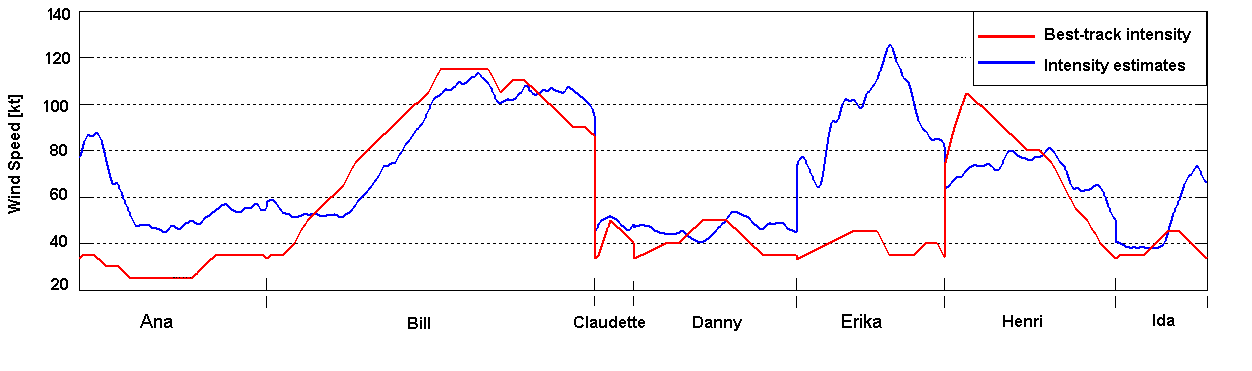 140
120
100
80
60
40
20
Wind Speed [kt]
Best-track intensity
Intensity estimates
Ana
Bill
Claudette
Danny
Erika
Henri
Ida